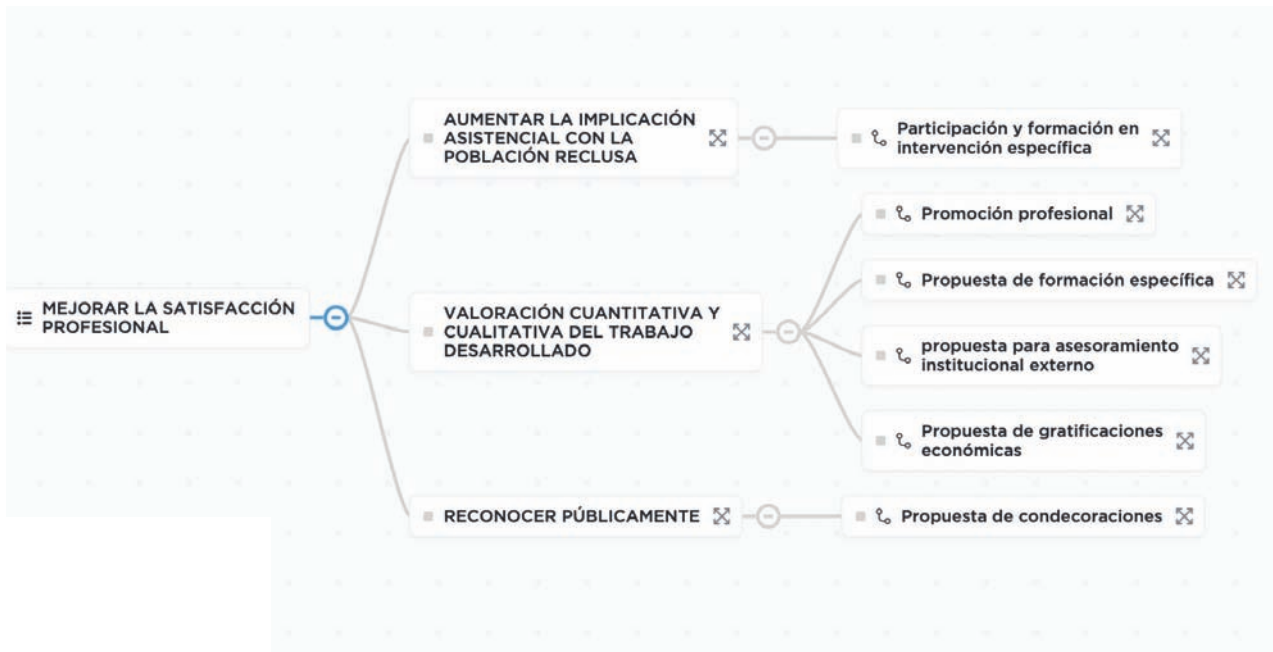 MEJORAR LA SATISFACCIÓN
PROFESIONAL
AUMENTAR LA IMPLICACIÓN
ASISTENCIAL CON LA
POBLACIÓN RECLUSA
Participación y formación en
intervención específica
VALORACIÓN CUANTITATIVA Y
CUALITATIVA DEL TRABAJO
DESARROLLADO
Promoción profesional
Propuesta de formación específica
propuesta para asesoramiento
institucional externo
Propuesta de gratificaciones
económicas
RECONOCER PÚBLICAMENTE
Propuesta de condecoraciones